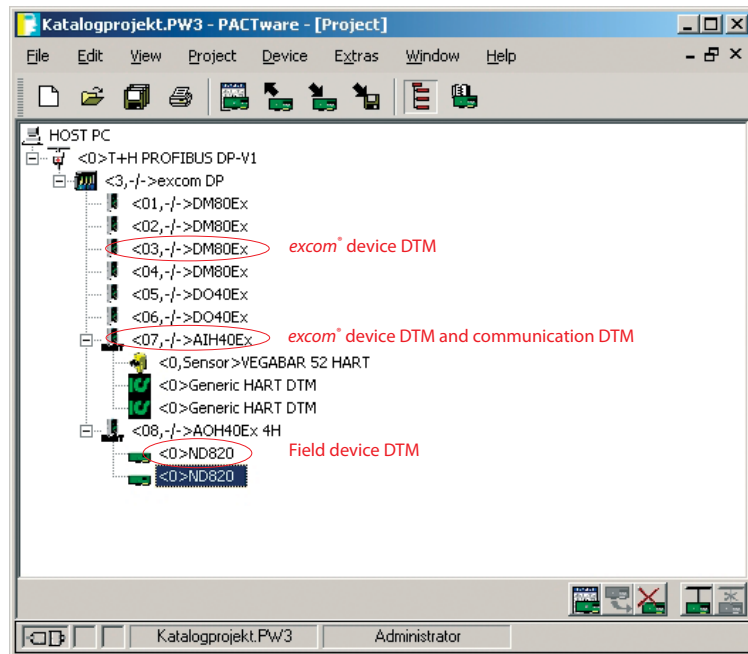 Katalogprojekt.PW3 - PACTware - [Project]
File Edit View Project Device Extras Window Help
HOST PC
<0>T+H PROFIBUS DP-V1
<3,-/->excom DP
<01,-/->DM80Ex
<02,-/->DM80Ex
<03,-/->DM80Ex excom® device DTM
<04,-/->DM80Ex
<05,-/->DO40Ex
<06,-/->DO40Ex
<07,-/->AIH40Ex excom® device DTM and communication DTM
<0,Sensor>VEGABAR 52 HART
<0>Generic HART DTM
<0>Generic HART DTM
<08,-/->AOH40Ex 4H
<0>ND820 Field device DTM
<0>ND820
Katalogprojekt.PW3 Administrator